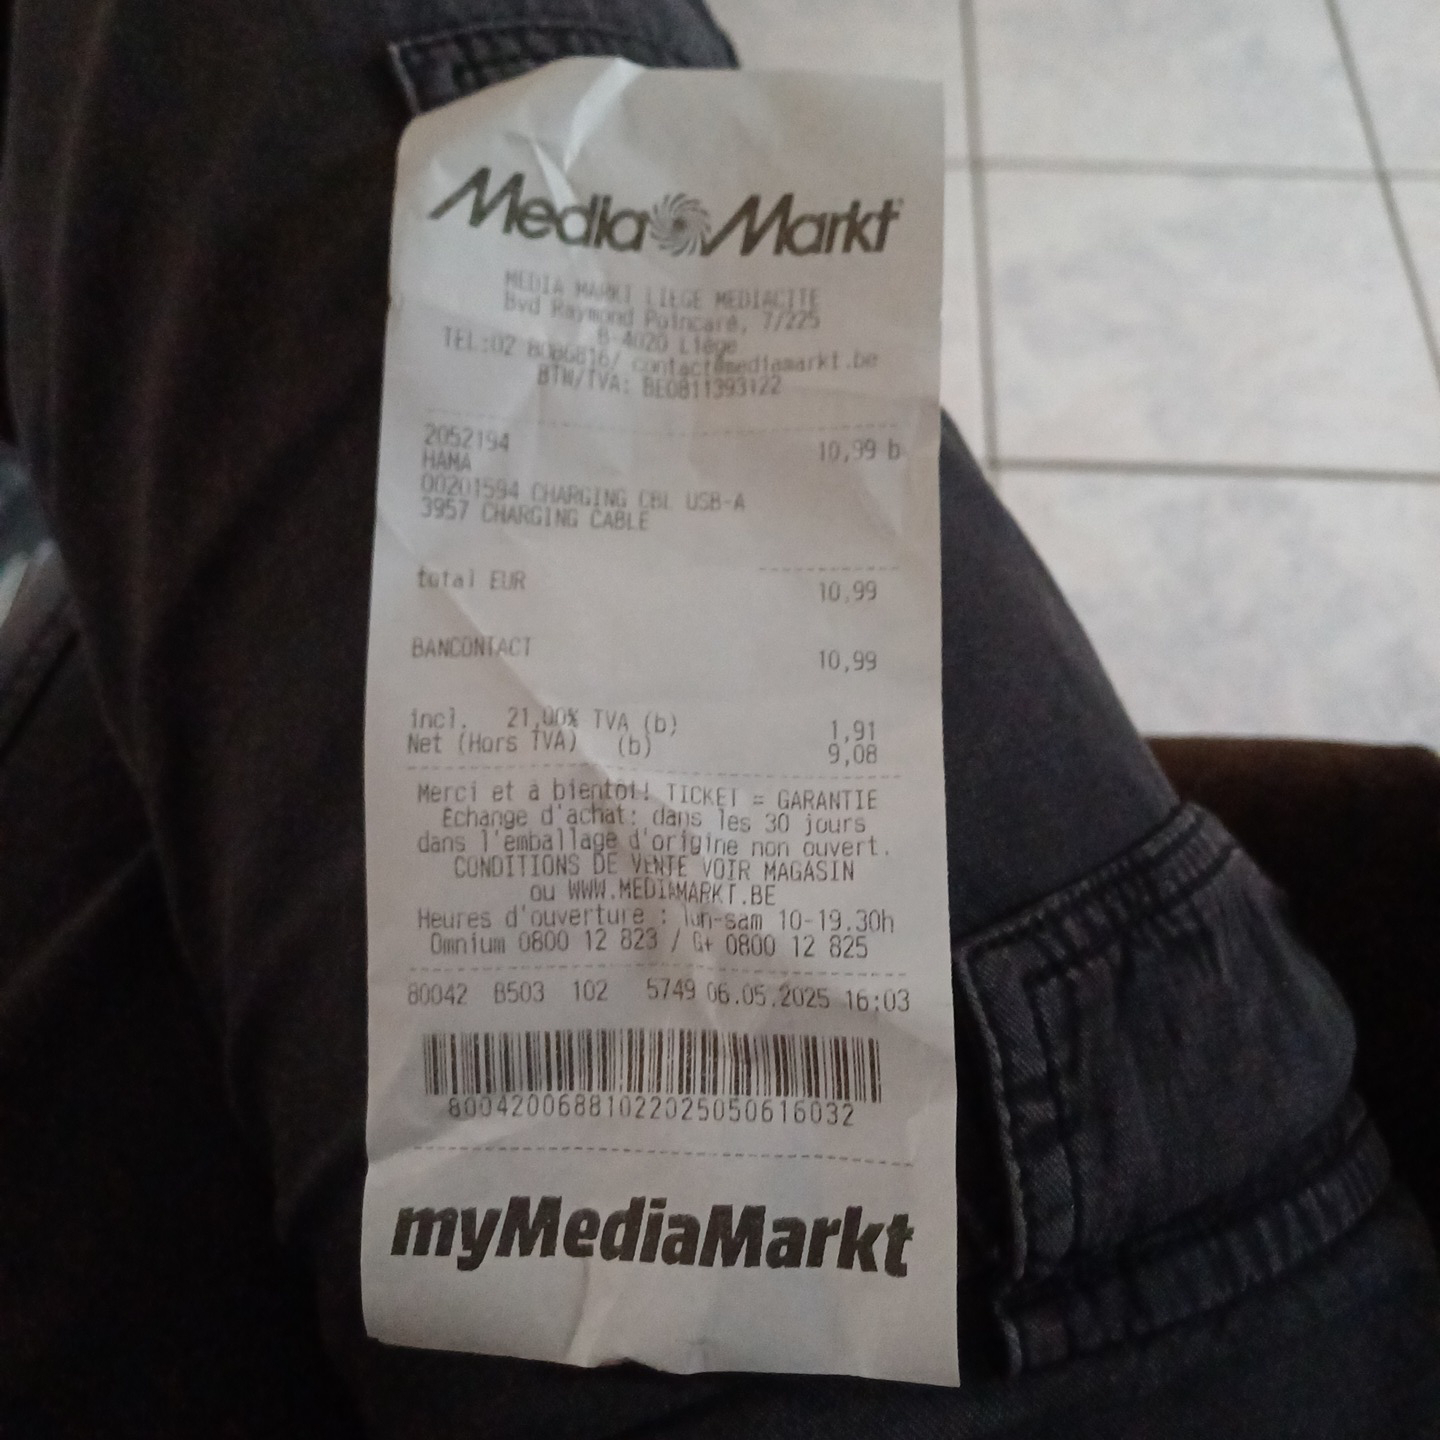 Media Markt
MEDIA MARKT LIEGE MEDIACITE
Bvd Raymond Poincaré, 7/225
B-4020 Liège
TEL:02 8086816/ contact@mediamarkt.be
BTW/TVA: BE0811393122
2052194 10,99 b
HAMA
00201594 CHARGING CBL USB-A
3957 CHARGING CABLE
total EUR 10,99
BANCONTACT 10,99
incl. 21,00% TVA (b) 1,91
Net (Hors TVA) (b) 9,08
Merci et à bientôt! TICKET = GARANTIE
Echange d'achat: dans les 30 jours
dans l'emballage d'origine non ouvert.
CONDITIONS DE VENTE VOIR MAGASIN
ou WWW.MEDIAMARKT.BE
Heures d'ouverture : lun-sam 10-19.30h
Omnium 0800 12 823 / G+ 0800 12 825
80042 8503 102 5749 06.05.2025 16:03
8004200688102202505061 6032
myMediaMarkt